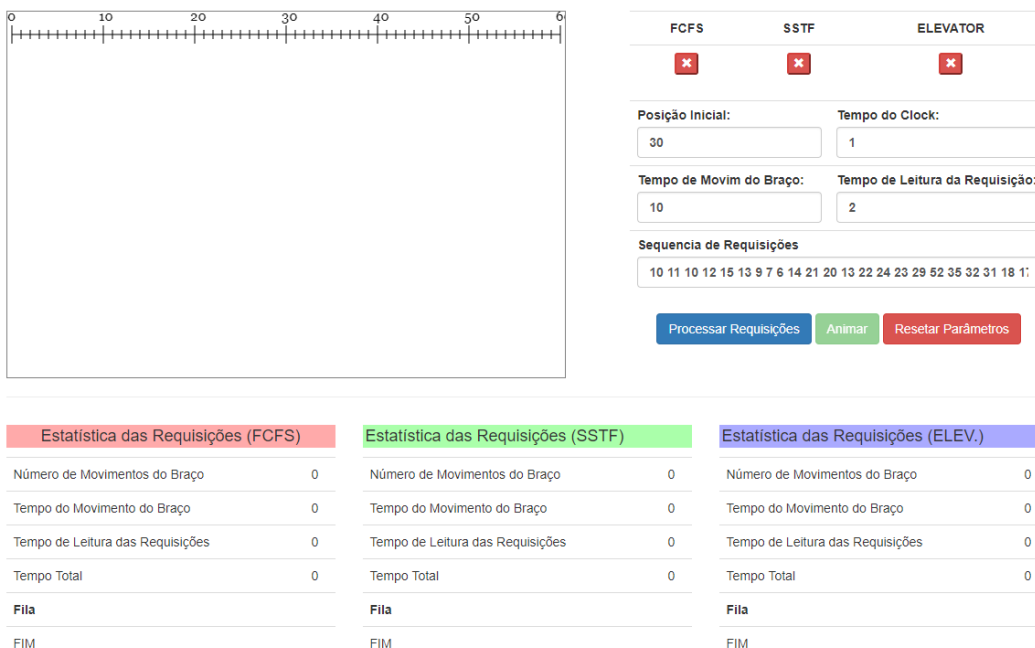 0 10 20 30 40 50
FCFS SSTF ELEVATOR
Posição Inicial: Tempo do Clock:
30 1
Tempo de Movim do Braço: Tempo de Leitura da Requisição:
10 2
Sequencia de Requisições
10 11 10 12 15 13 9 7 6 14 21 20 13 22 24 23 29 52 35 32 31 18
Processar Requisições Animar Resetar Parâmetros
Estatística das Requisições (FCFS) Estatística das Requisições (SSTF) Estatística das Requisições (ELEV.)
Número de Movimentos do Braço 0 Número de Movimentos do Braço 0 Número de Movimentos do Braço 0
Tempo do Movimento do Braço 0 Tempo do Movimento do Braço 0 Tempo do Movimento do Braço 0
Tempo de Leitura das Requisições 0 Tempo de Leitura das Requisições 0 Tempo de Leitura das Requisições 0
Tempo Total 0 Tempo Total 0 Tempo Total 0
Fila Fila Fila
FIM FIM FIM